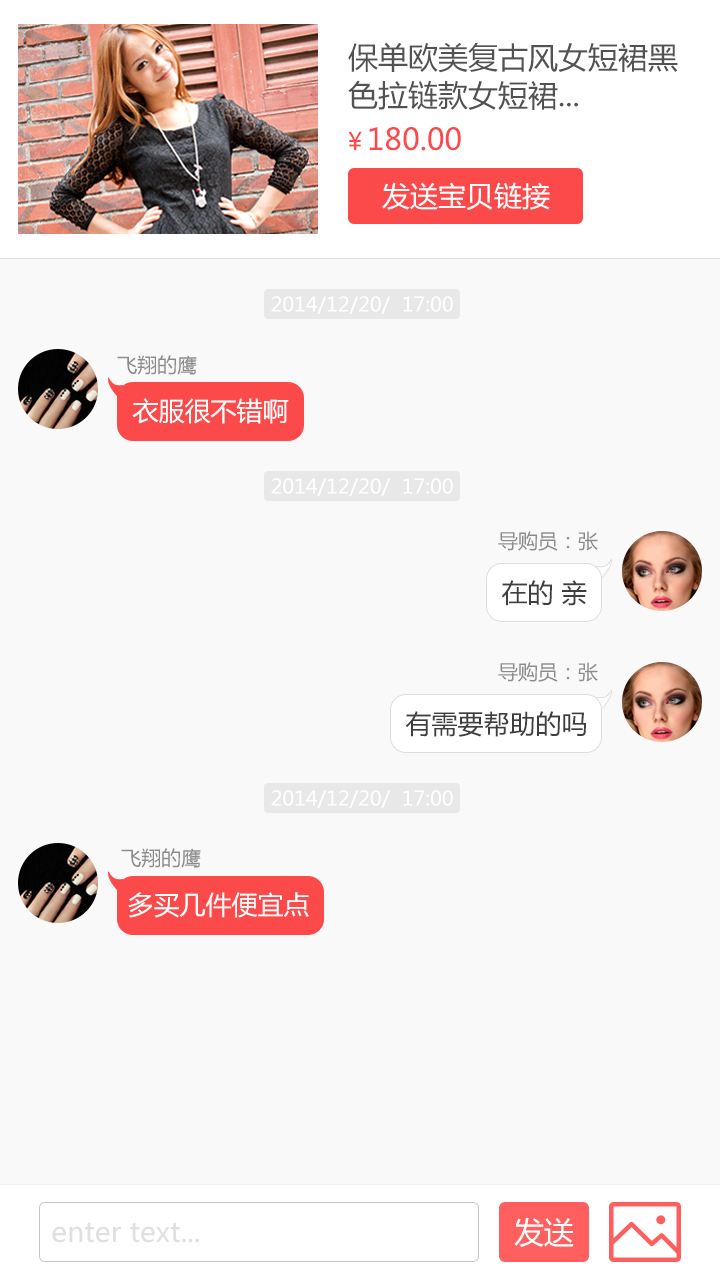 保单欧美复古风女短裙黑
色拉链款女短裙...
¥180.00
发送宝贝链接
2014/12/20/ 17:00
飞翔的鹰
衣服很不错啊
2014/12/20/ 17:00
导购员：张
在的 亲
导购员：张
有需要帮助的吗
2014/12/20/ 17:00
飞翔的鹰
多买几件便宜点
enter text...
发送